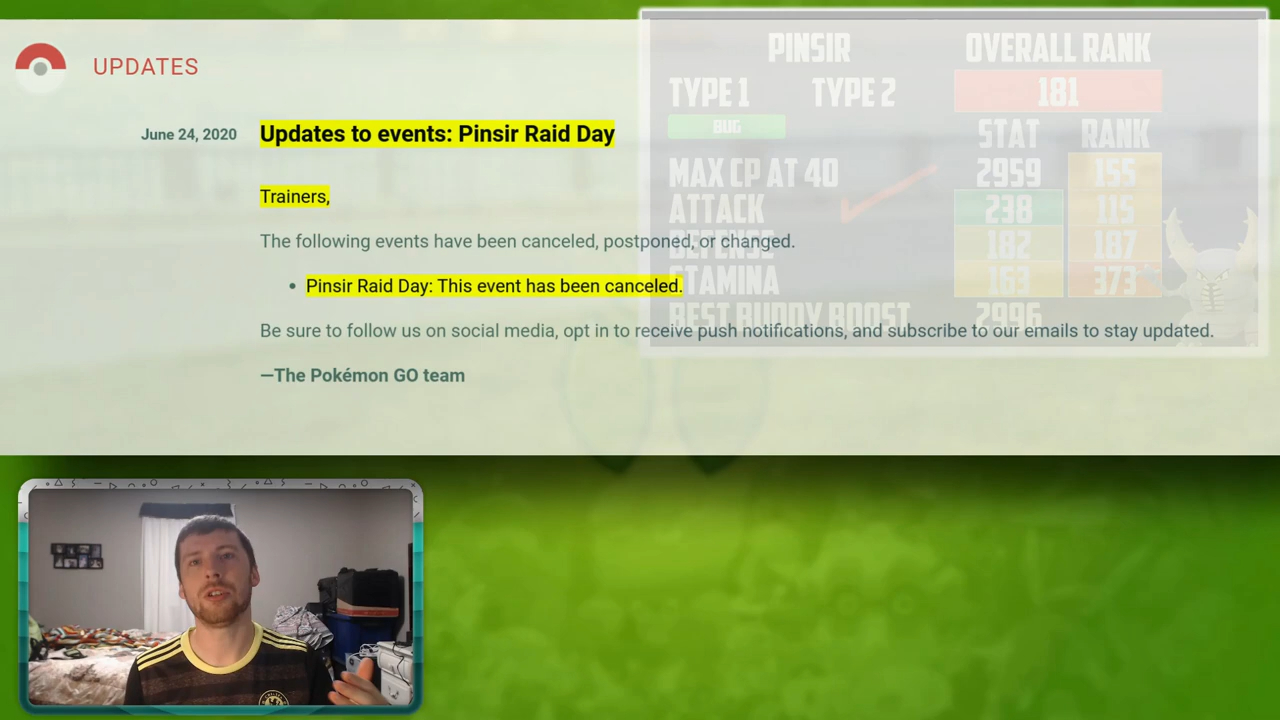 UPDATES
June 24, 2020
Updates to events: Pinsir Raid Day
Trainers,
The following events have been canceled, postponed, or changed.
• Pinsir Raid Day: This event has been canceled.
Be sure to follow us on social media, opt in to receive push notifications, and subscribe to our emails to stay updated.
—The Pokémon GO team
PINSIR OVERALL RANK
TYPE 1 TYPE 2 181
BUG STAT RANK
MAX CP AT 40 2959 155
ATTACK 238 115
DEFENSE 182 187
STAMINA 163 373
BEST BUDDY BOOST 2996